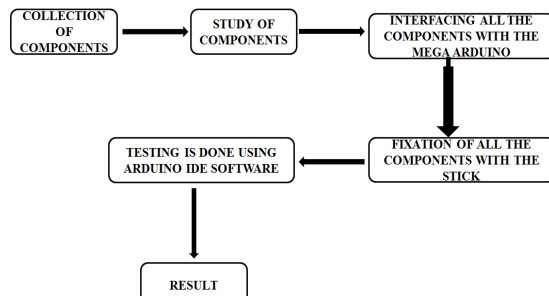 COLLECTION
OF
COMPONENTS
STUDY OF
COMPONENTS
INTERFACING ALL THE
COMPONENTS WITH THE
MEGA ARDUINO
FIXATION OF ALL THE
COMPONENTS WITH THE
STICK
TESTING IS DONE USING
ARDUINO IDE SOFTWARE
RESULT